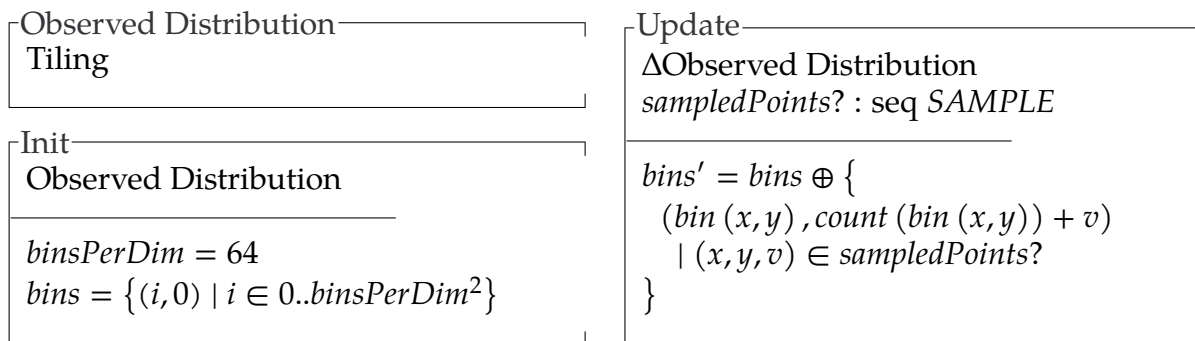 Observed Distribution
Tiling
Init
Observed Distribution
binsPerDim = 64
bins = {(i, 0) | i ∈ 0..binsPerDim²}
Update
ΔObserved Distribution
sampledPoints? : seq SAMPLE
bins′ = bins ⊕ {
(bin (x, y) , count (bin (x, y)) + v)
| (x, y, v) ∈ sampledPoints?
}